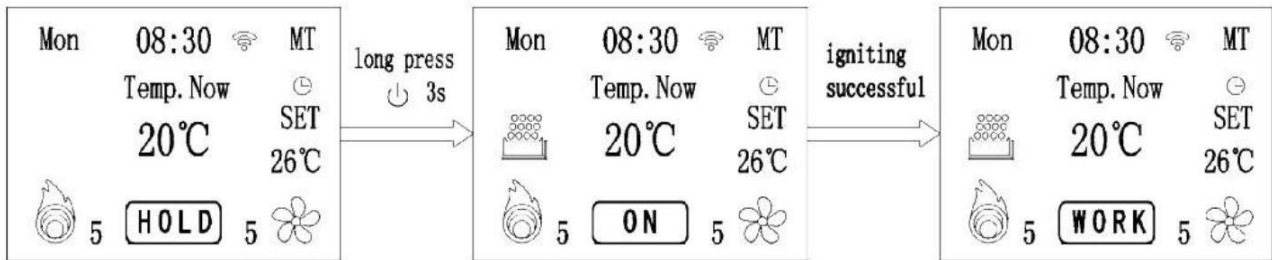 Mon 08:30 MT
Temp. Now
SET
20℃
26℃
5 HOLD 5
long press
3s
Mon 08:30 MT
Temp. Now
SET
20℃
26℃
5 ON 5
igniting
successful
Mon 08:30 MT
Temp. Now
SET
20℃
26℃
5 WORK 5